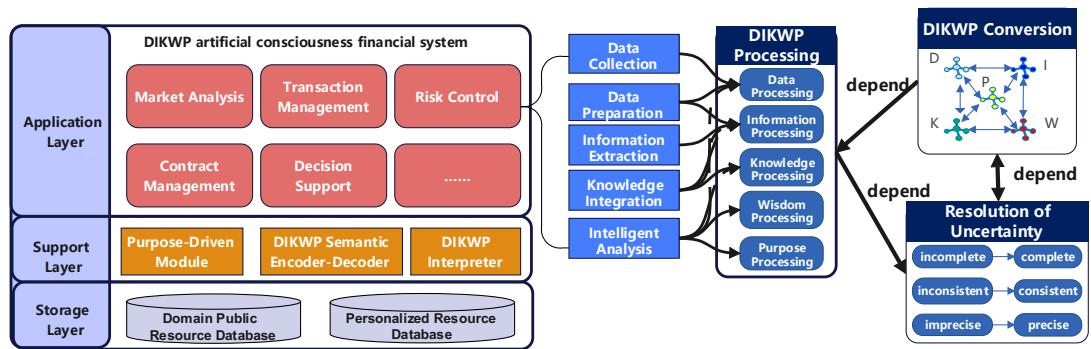 DIKWP artificial consciousness financial system
Application
Layer
Market Analysis
Transaction
Management
Risk Control
Contract
Management
Decision
Support
......
Support
Layer
Purpose-Driven
Module
DIKWP Semantic
Encoder-Decoder
DIKWP
Interpreter
Storage
Layer
Domain Public
Resource Database
Personalized Resource
Database
Data
Collection
Data
Preparation
Information
Extraction
Knowledge
Integration
Intelligent
Analysis
DIKWP
Processing
Data
Processing
Information
Processing
Knowledge
Processing
Wisdom
Processing
Purpose
Processing
depend
depend
depend
DIKWP Conversion
D
I
P
K
W
Resolution of
Uncertainty
incomplete
complete
inconsistent
consistent
imprecise
precise